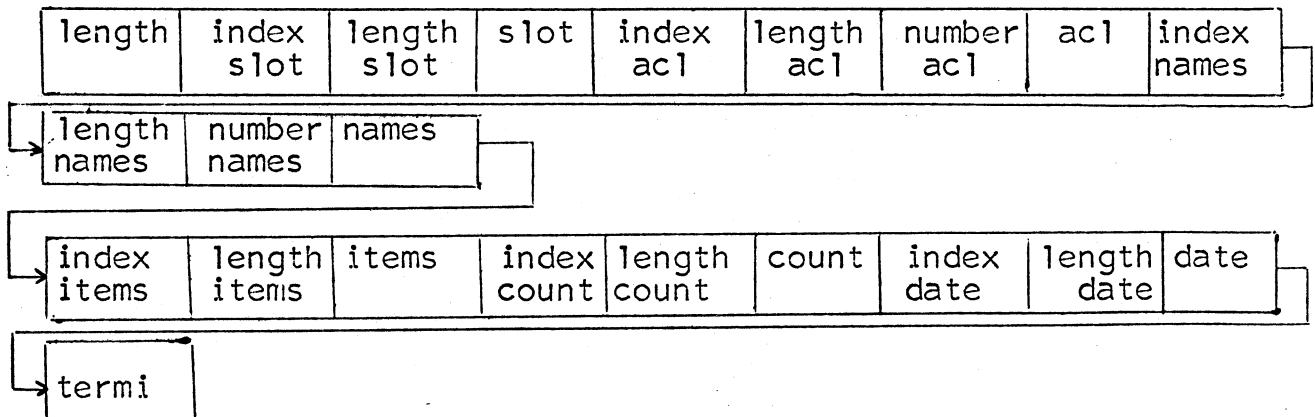 length index length slot index length number acl index
slot slot acl acl acl names
length number names
names names
index length items index length count index length date
items items count count date date
termi